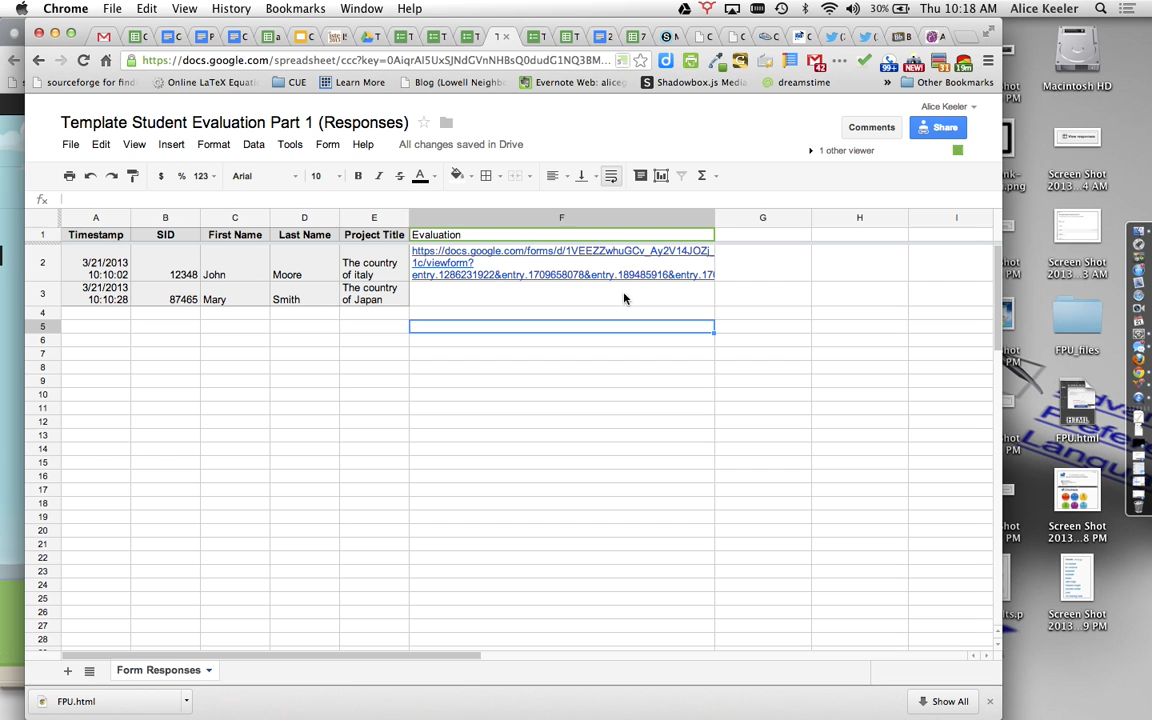 Chrome File Edit View History Bookmarks Window Help 30% Thu 10:18 AM Alice Keeler
https://docs.google.com/spreadsheet/ccc?key=0AiqrAI5UxSJNdGVnNHBsQ0dudG1NQ3BM...
sourceforge for find Online LaTeX Equati CUE Learn More Blog (Lowell Neighb Evernote Web: aliceg Shadowbox.js Media dreamstime » Other Bookmarks
Alice Keeler
Template Student Evaluation Part 1 (Responses)
Comments Share
File Edit View Insert Format Data Tools Form Help All changes saved in Drive
1 other viewer
$ % 123 Arial 10 B I A Σ
fx
A B C D E F G H I
1 Timestamp SID First Name Last Name Project Title Evaluation
2 3/21/2013 10:10:02 12348 John Moore The country of italy https://docs.google.com/forms/d/1VEEZZwhuGCv_Ay2V14JOZj_
1c/viewform?
entry.1286231922&entry.1709658078&entry.189485916&entry.170
3 3/21/2013 10:10:28 87465 Mary Smith The country of Japan
4
5
6
7
8
9
10
11
12
13
14
15
16
17
18
19
20
21
22
23
24
25
26
27
28
Form Responses
FPU.html Show All
Macintosh HD
Screen Shot
2013...4 AM
Screen Shot
2013...3 AM
FPU_files
HTML
FPU.html
Screen Shot
2013...8 PM
Screen Shot
2013...9 PM